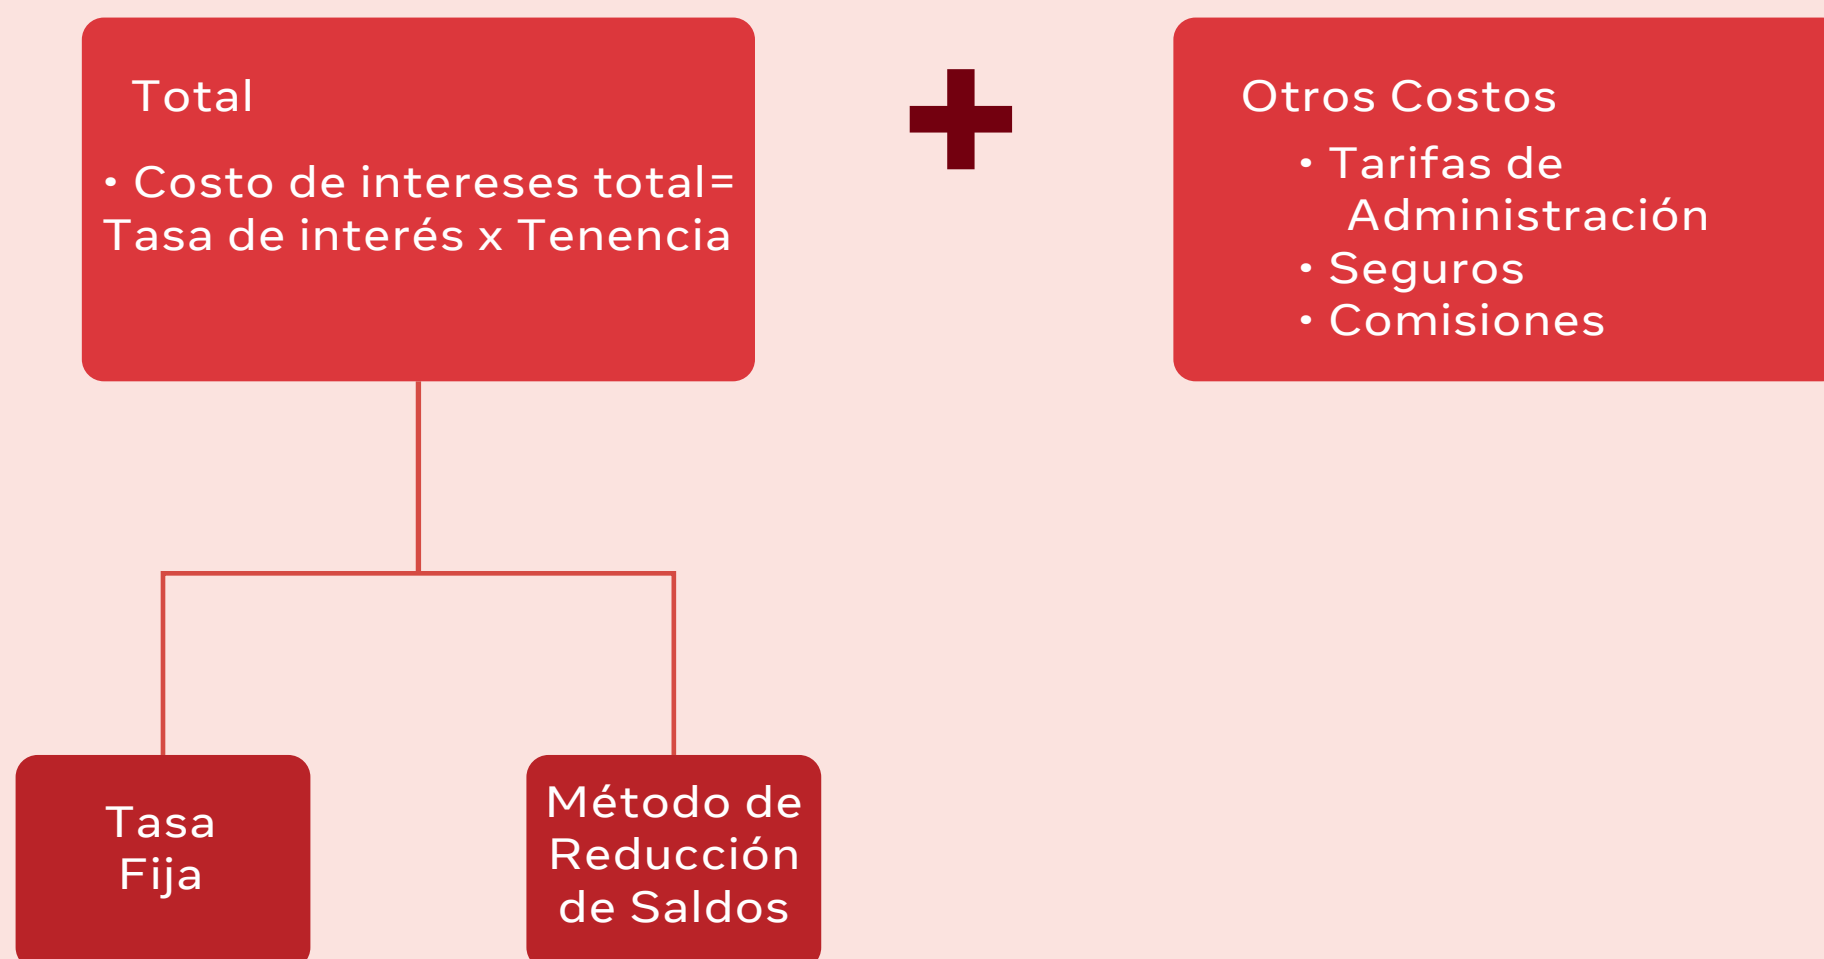 Total
• Costo de intereses total=
Tasa de interés x Tenencia
Otros Costos
• Tarifas de
Administración
• Seguros
• Comisiones
Tasa
Fija
Método de
Reducción
de Saldos